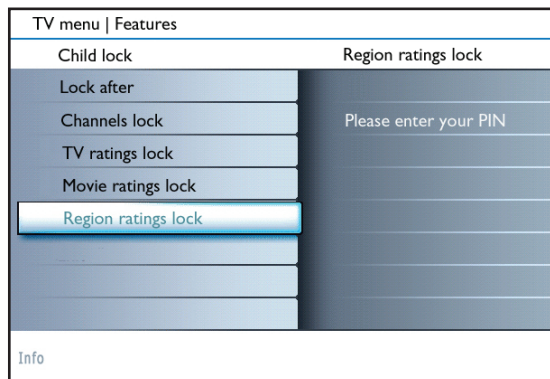 TV menu | Features
Child lock
Region ratings lock
Lock after
Channels lock
Please enter your PIN
TV ratings lock
Movie ratings lock
Region ratings lock
Info